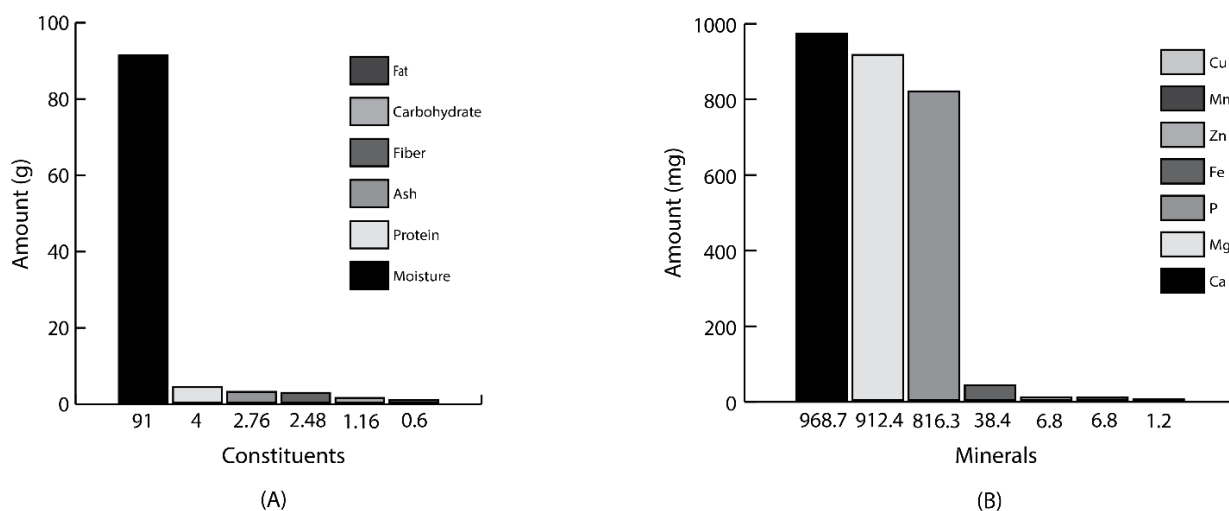 100
80
60
40
20
0
Amount (g)
Fat
Carbohydrate
Fiber
Ash
Protein
Moisture
91 4 2.76 2.48 1.16 0.6
Constituents
(A)
1000
800
600
400
200
0
Amount (mg)
Cu
Mn
Zn
Fe
P
Mg
Ca
968.7 912.4 816.3 38.4 6.8 6.8 1.2
Minerals
(B)